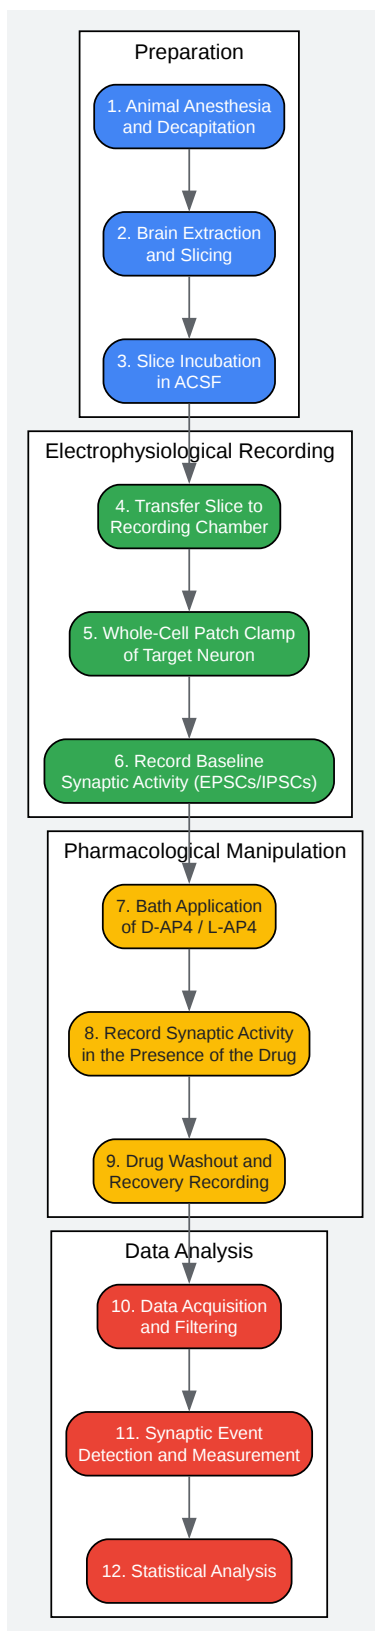 Preparation
1. Animal Anesthesia
and Decapitation
2. Brain Extraction
and Slicing
3. Slice Incubation
in ACSF
Electrophysiological Recording
4. Transfer Slice to
Recording Chamber
5. Whole-Cell Patch Clamp
of Target Neuron
6. Record Baseline
Synaptic Activity (EPSCs/IPSCs)
Pharmacological Manipulation
7. Bath Application
of D-AP4 / L-AP4
8. Record Synaptic Activity
in the Presence of the Drug
9. Drug Washout and
Recovery Recording
Data Analysis
10. Data Acquisition
and Filtering
11. Synaptic Event
Detection and Measurement
12. Statistical Analysis